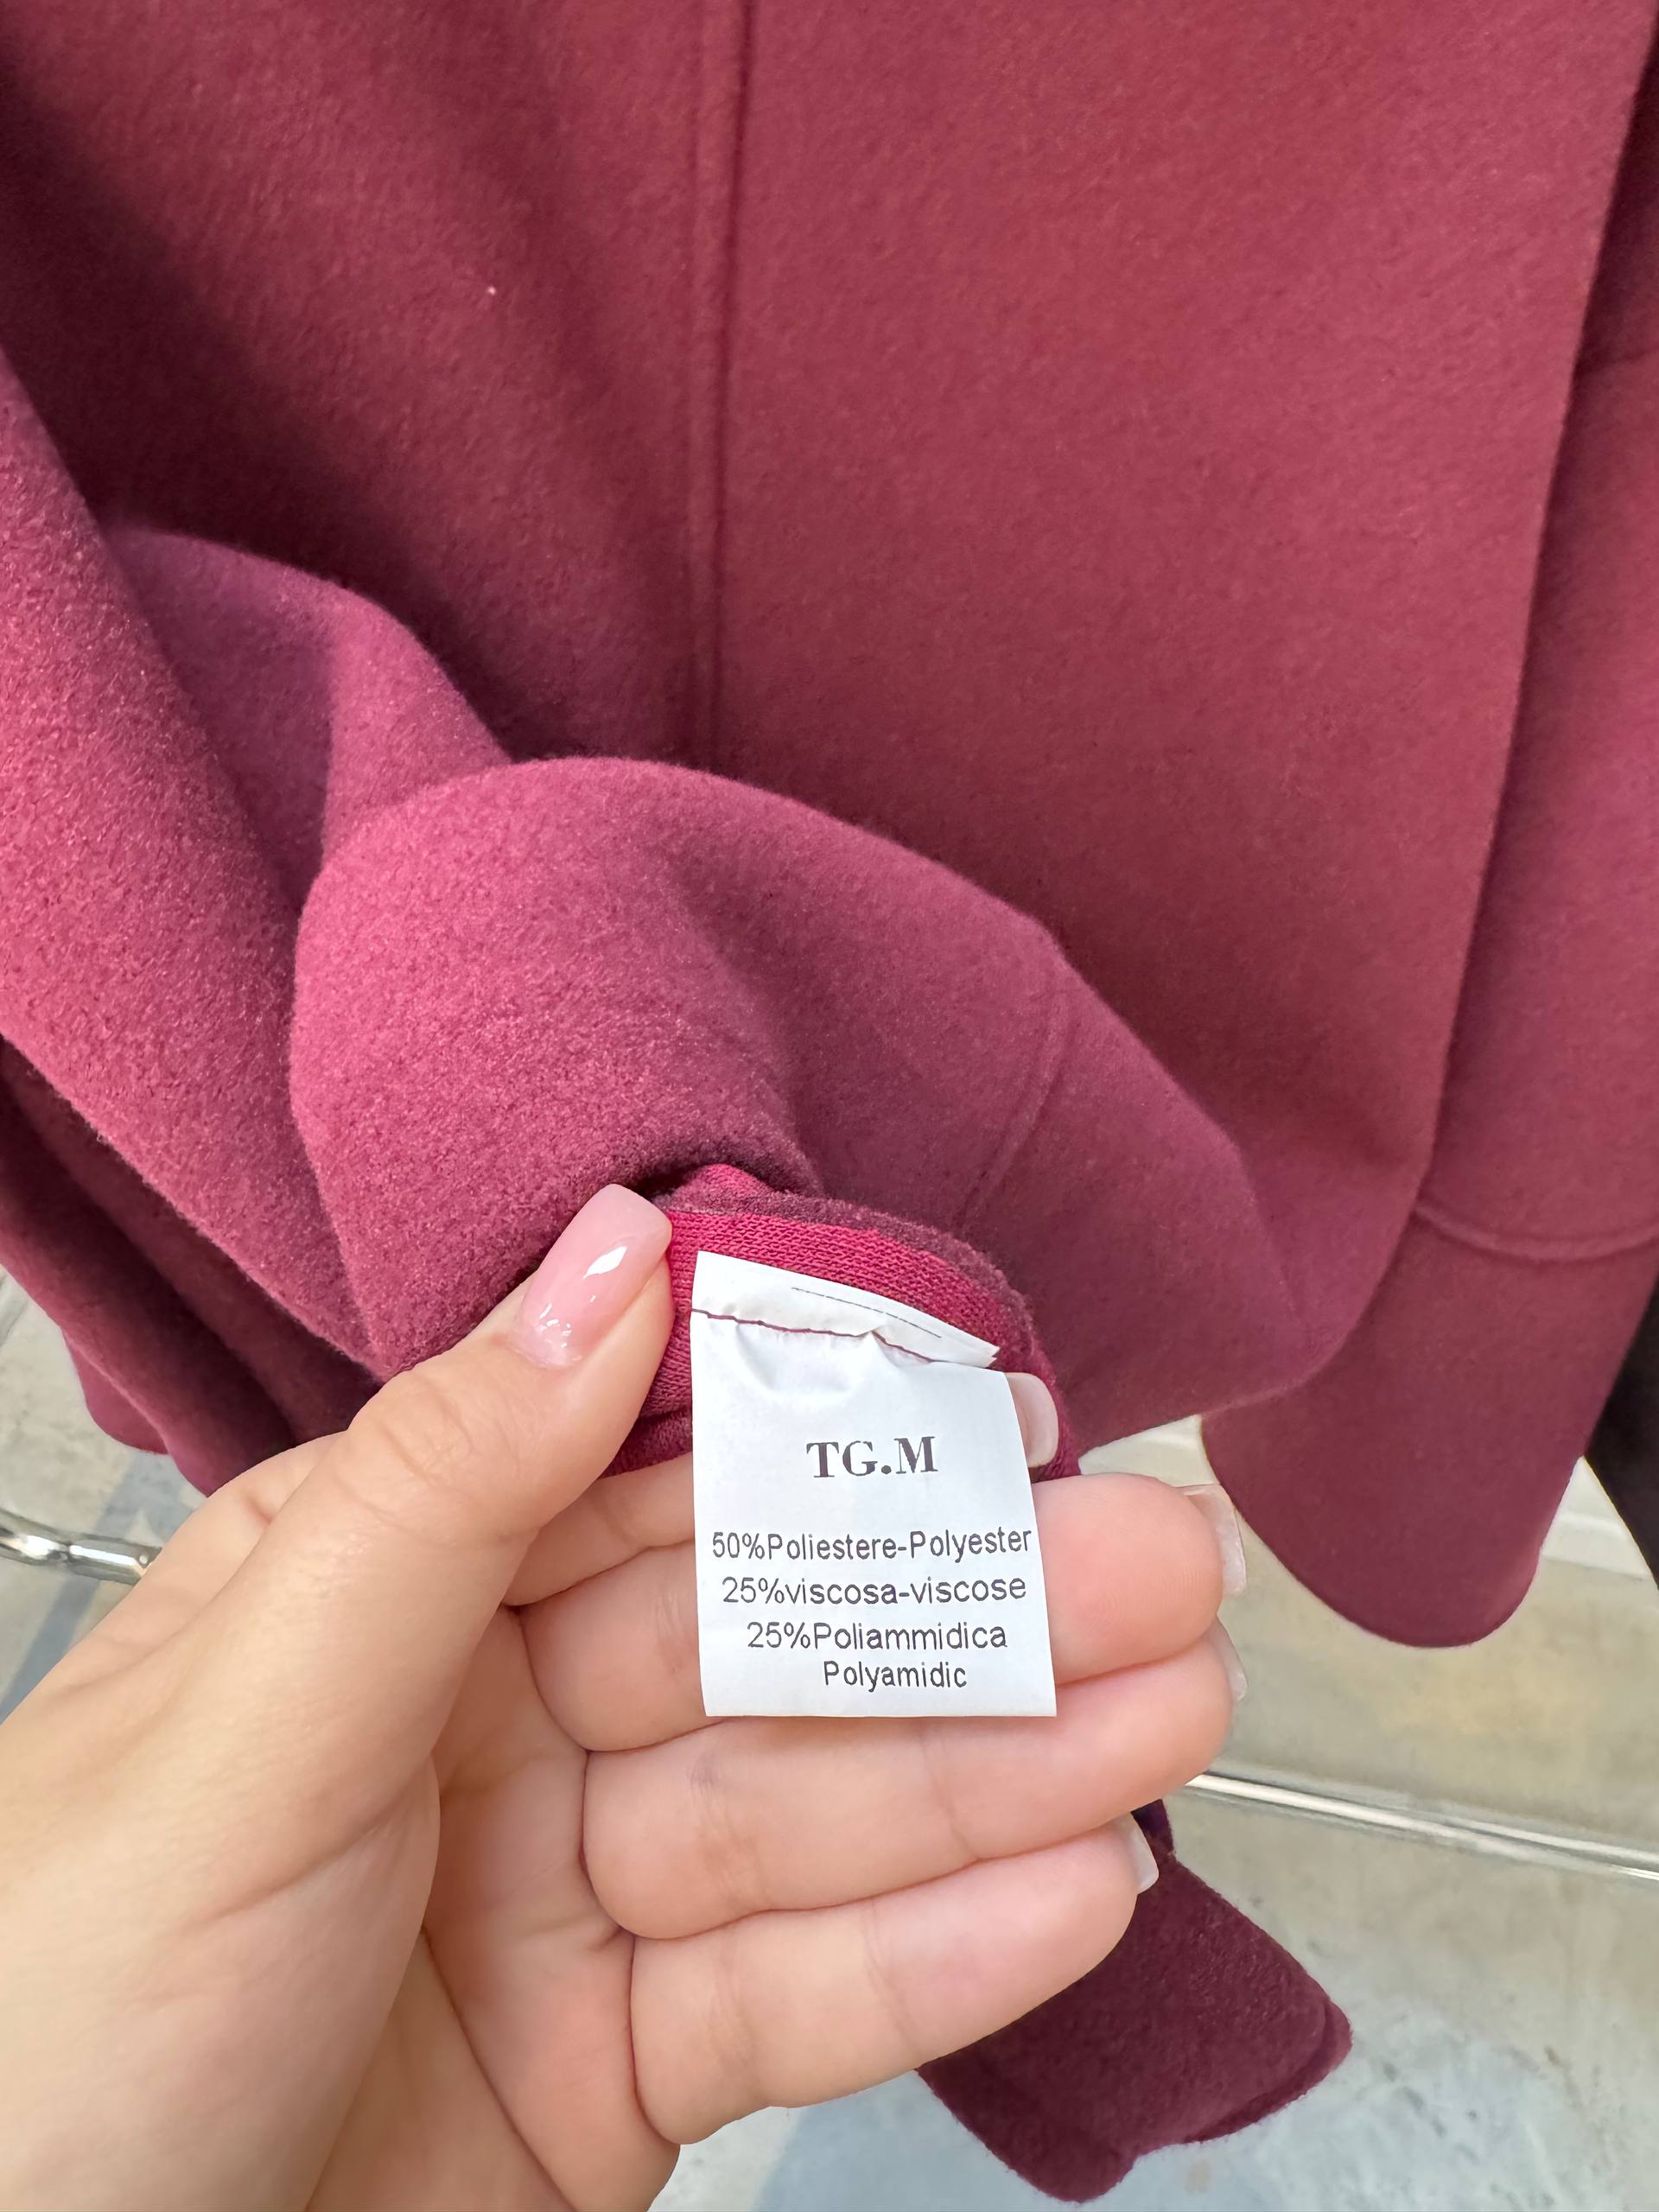 TG.M
50%Poliestere-Polyester
25%viscosa-viscose
25%Poliammidica
Polyamidic